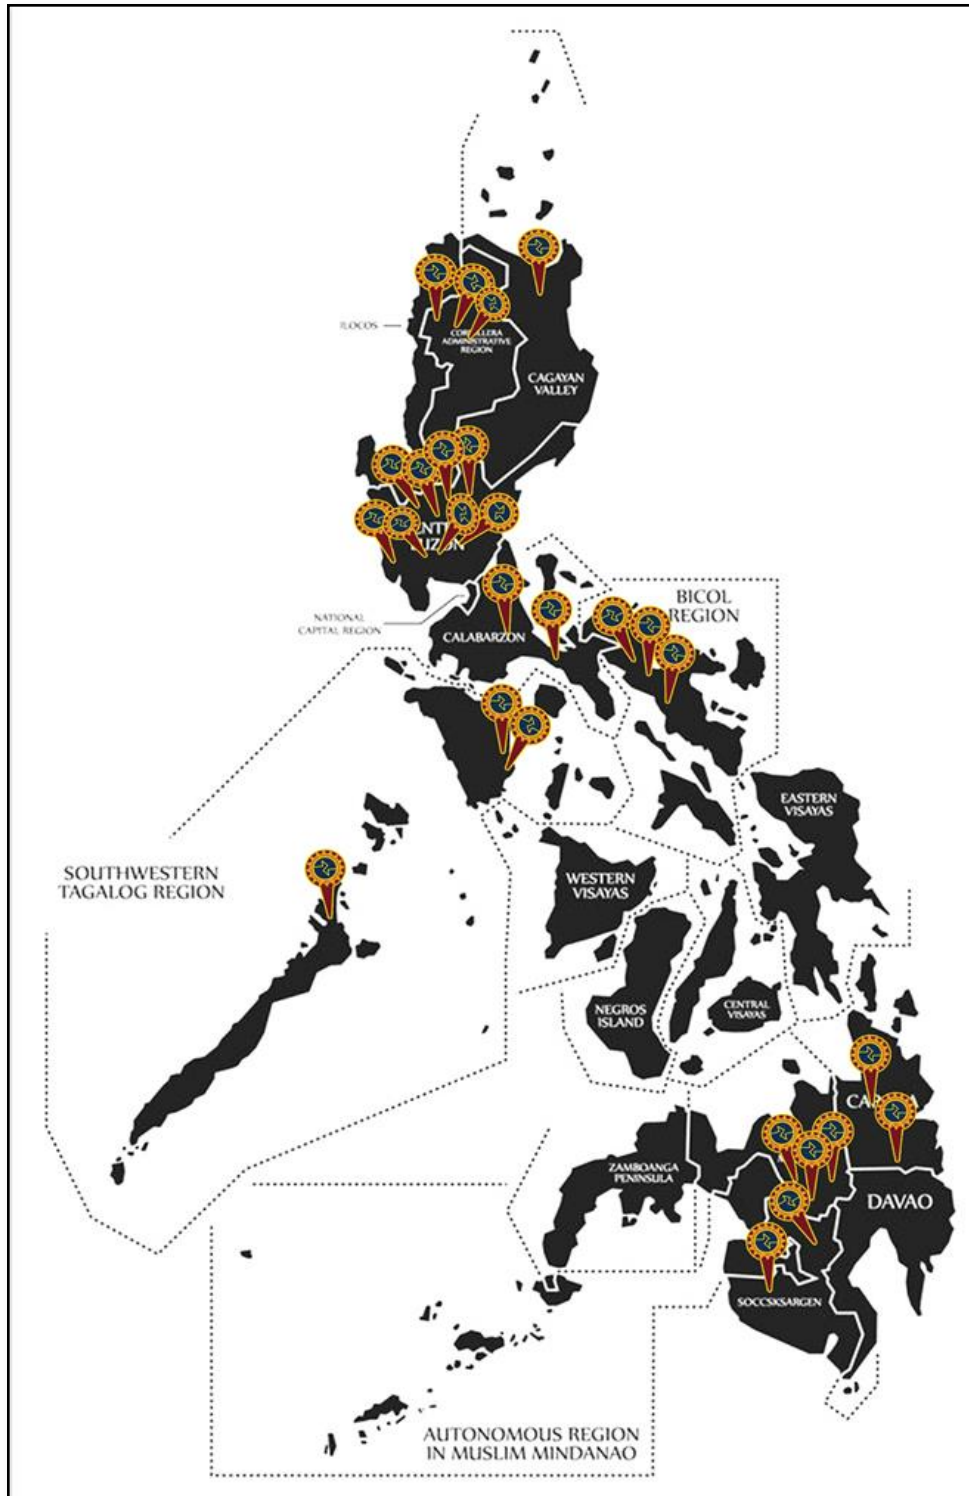 ILOCOS
ADMINISTRATIVE
REGION
CAGAYAN
VALLEY
NATIONAL
CAPITAL REGION
CALABARZON
BICOL
REGION
EASTERN
VISAYAS
SOUTHWESTERN
TAGALOG REGION
WESTERN
VISAYAS
NEGROS
ISLAND
CENTRAL
VISAYAS
ZAMBOANGA
PENINSULA
DAVAO
SOCCSKSARGEN
AUTONOMOUS REGION
IN MUSLIM MINDANAO